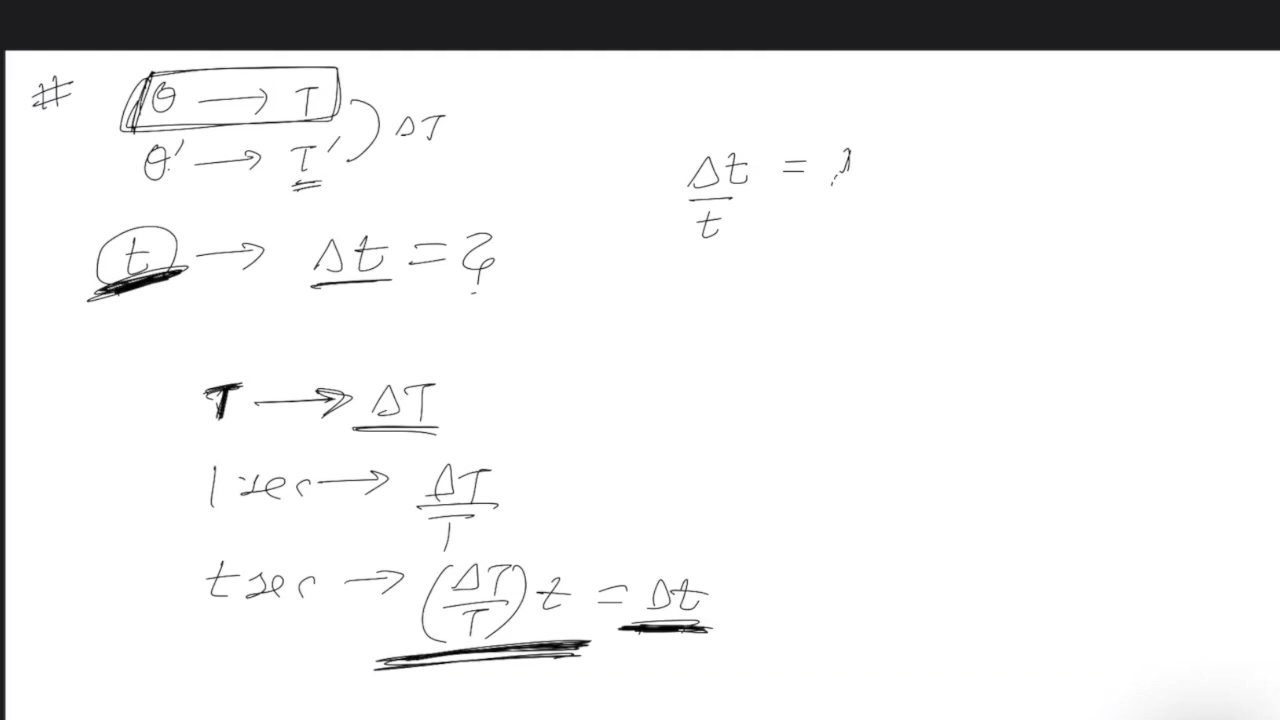 # θ → T
θ' → T' ΔT
t → Δt = ?
T → ΔT
1 sec → ΔT/T
t sec → (ΔT/T) t = Δt
Δt/t =